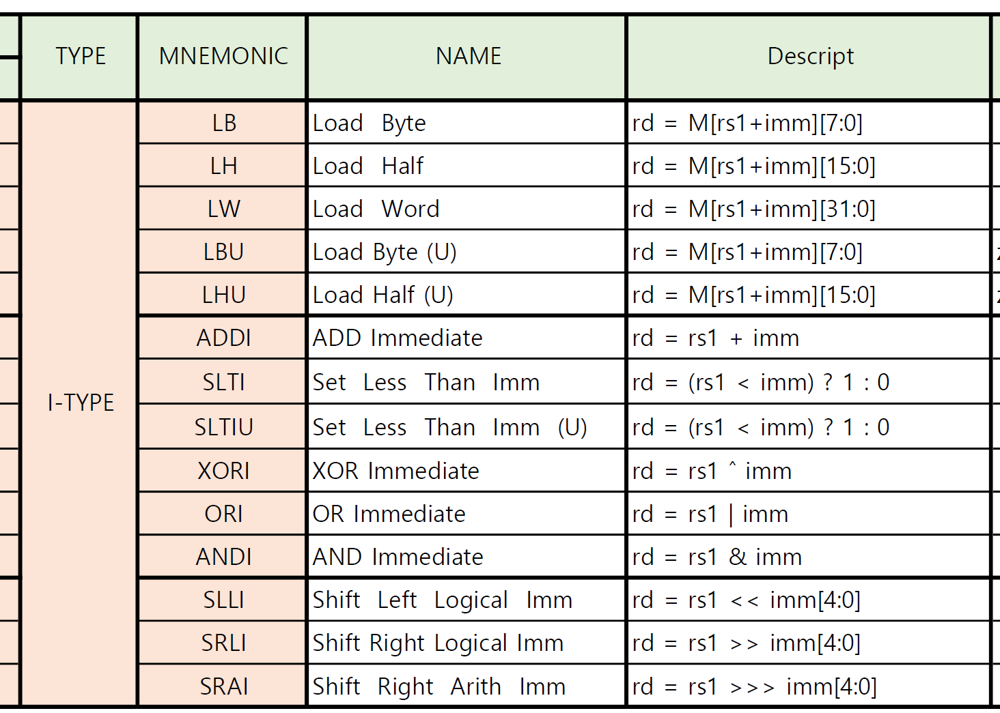 TYPE MNEMONIC NAME Descript
LB Load Byte rd = M[rs1+imm][7:0]
LH Load Half rd = M[rs1+imm][15:0]
LW Load Word rd = M[rs1+imm][31:0]
LBU Load Byte (U) rd = M[rs1+imm][7:0]
LHU Load Half (U) rd = M[rs1+imm][15:0]
ADDI ADD Immediate rd = rs1 + imm
SLTI Set Less Than Imm rd = (rs1 < imm) ? 1 : 0
I-TYPE
SLTIU Set Less Than Imm (U) rd = (rs1 < imm) ? 1 : 0
XORI XOR Immediate rd = rs1 ^ imm
ORI OR Immediate rd = rs1 | imm
ANDI AND Immediate rd = rs1 & imm
SLLI Shift Left Logical Imm rd = rs1 << imm[4:0]
SRLI Shift Right Logical Imm rd = rs1 >> imm[4:0]
SRAI Shift Right Arith Imm rd = rs1 >>> imm[4:0]